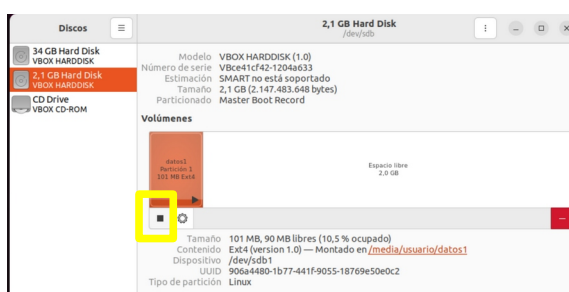 Discos
2,1 GB Hard Disk
/dev/sdb
34 GB Hard Disk
VBOX HARDDISK
2,1 GB Hard Disk
VBOX HARDDISK
CD Drive
VBOX CD-ROM
Modelo VBOX HARDDISK (1.0)
Número de serie VBce41cf42-1204a633
Estimación SMART no está soportado
Tamaño 2,1 GB (2.147.483.648 bytes)
Particionado Master Boot Record
Volúmenes
datos1
Partición 1
101 MB Ext4
Espacio libre
2,0 GB
Tamaño 101 MB, 90 MB libres (10,5 % ocupado)
Contenido Ext4 (version 1.0) — Montado en /media/usuario/datos1
Dispositivo /dev/sdb1
UUID 906a4480-1b77-441f-9055-18769e50e0c2
Tipo de partición Linux